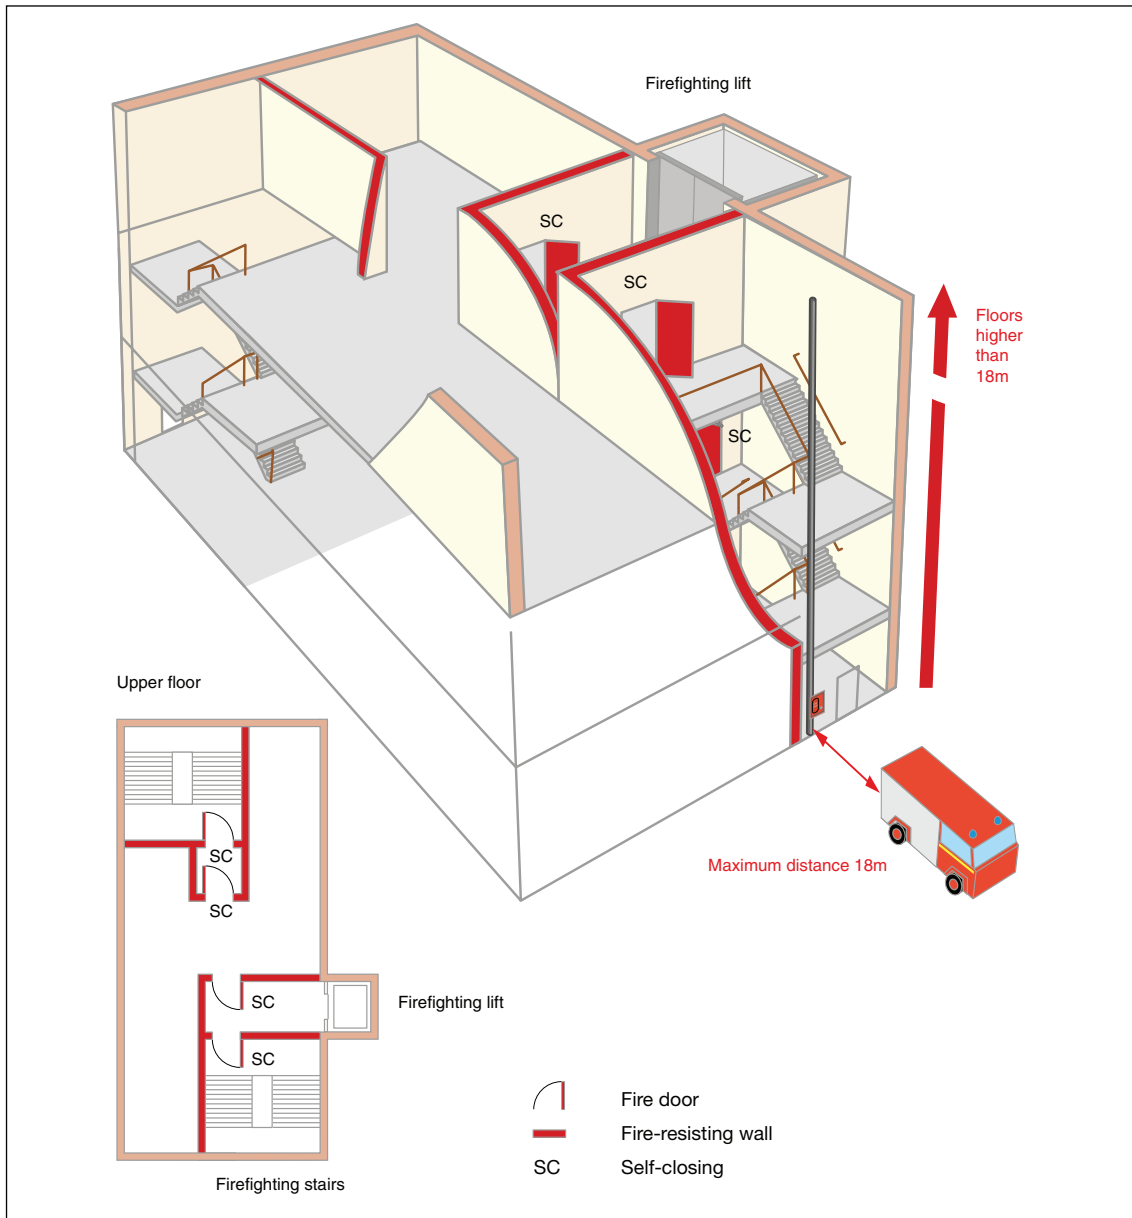 Firefighting lift
SC
SC
SC
Floors
higher
than
18m
Maximum distance 18m
Upper floor
SC
SC
SC
SC
Firefighting lift
Firefighting stairs
Fire door
Fire-resisting wall
SC Self-closing